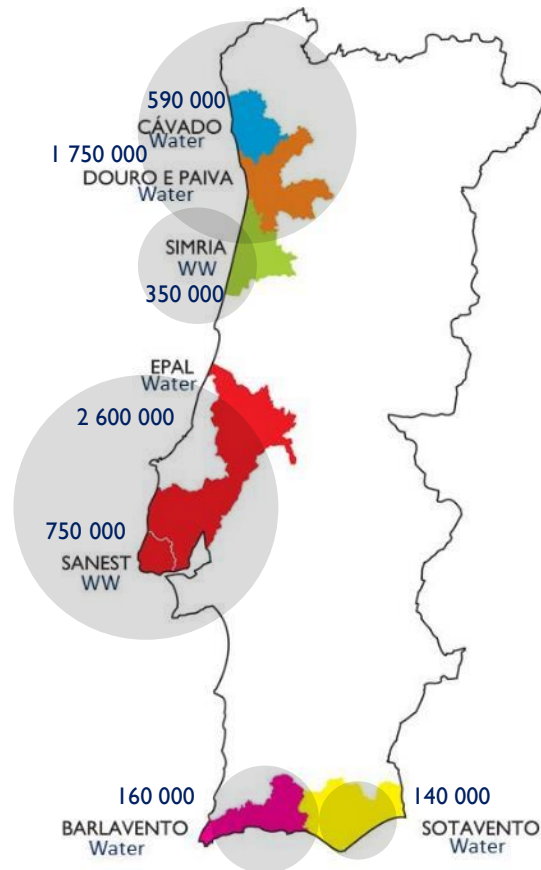 590 000
CÁVADO
Water
1 750 000
DOURO E PAIVA
Water
SIMRIA
WW
350 000
EPAL
Water
2 600 000
750 000
SANEST
WW
160 000
BARLAVENTO
Water
140 000
SOTAVENTO
Water